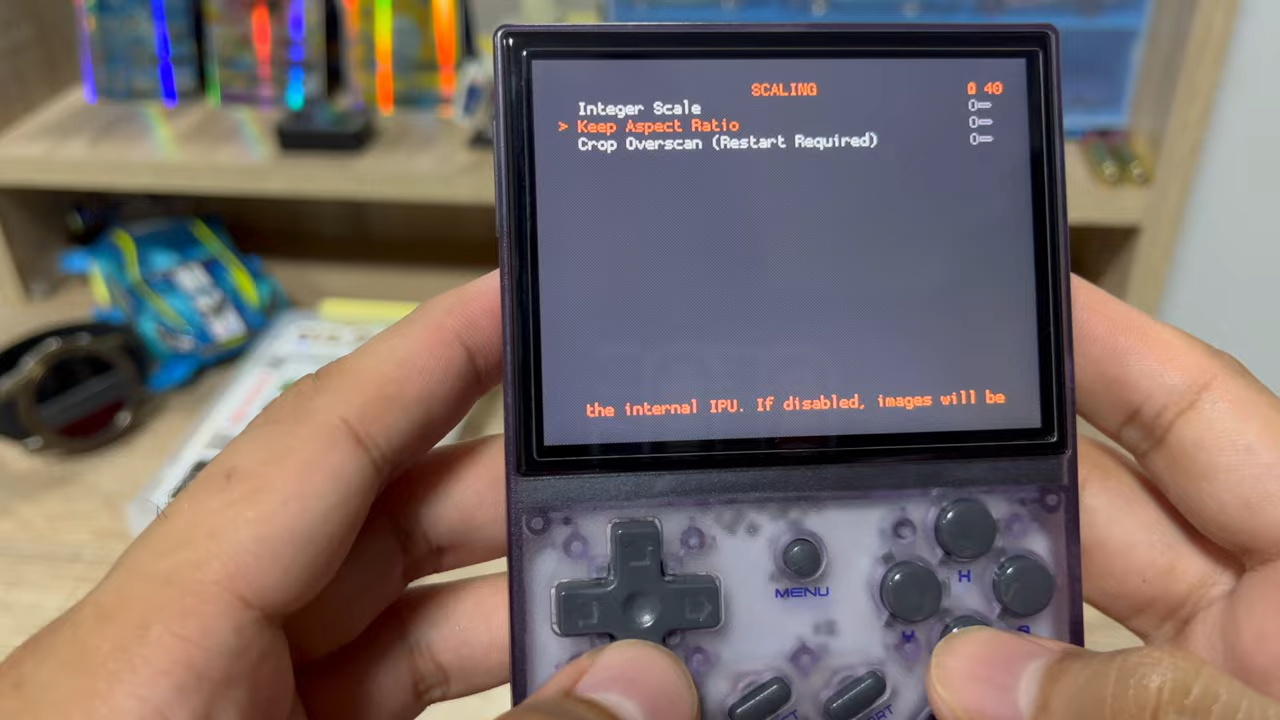 SCALING 40
Integer Scale
> Keep Aspect Ratio
Crop Overscan (Restart Required)
the internal IPU. If disabled, images will be
MENU